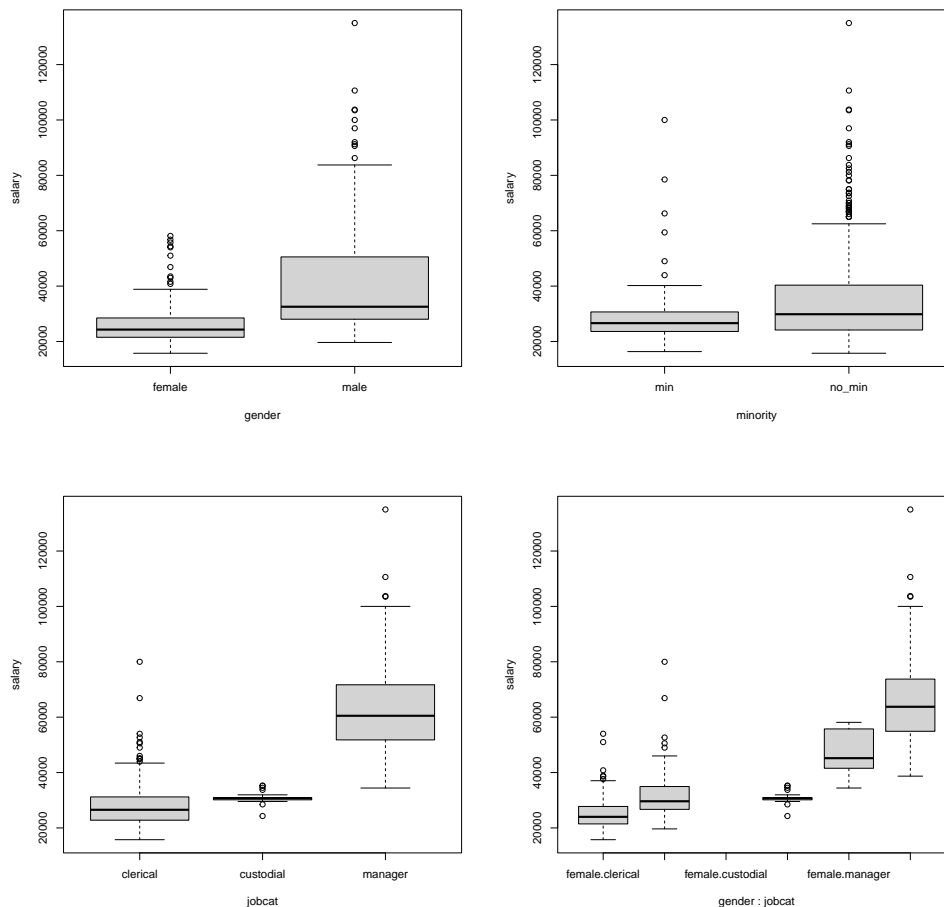 salary
120000
100000
80000
60000
40000
20000
female
male
gender
salary
120000
100000
80000
60000
40000
20000
min
no_min
minority
salary
120000
100000
80000
60000
40000
20000
clerical
custodial
manager
jobcat
salary
120000
100000
80000
60000
40000
20000
female.clerical
female.custodial
female.manager
gender : jobcat